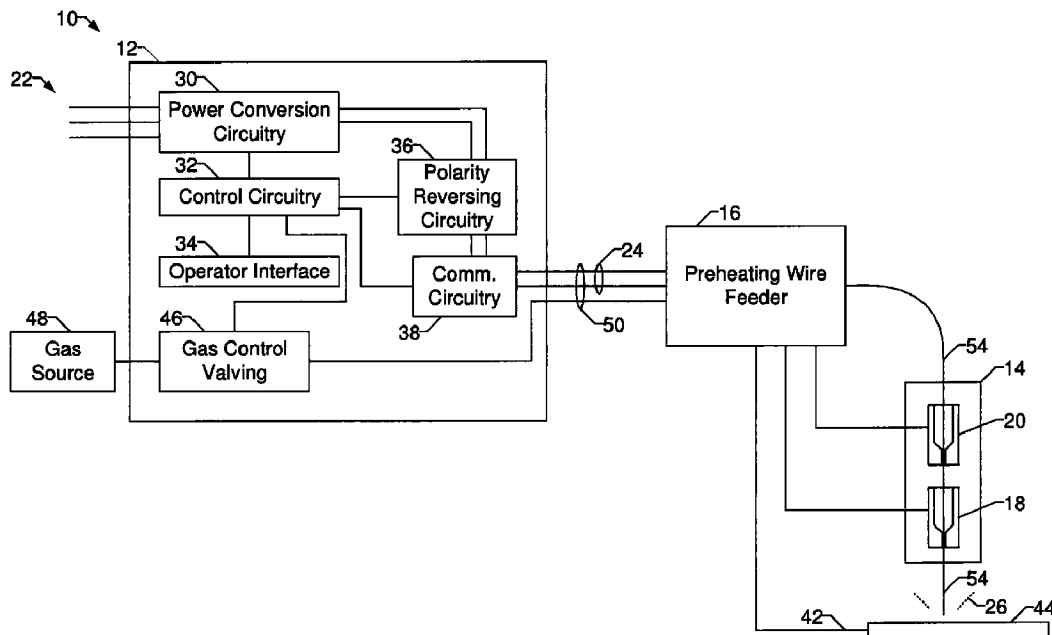 10
12
22
30
Power Conversion
Circuitry
36
Polarity
Reversing
Circuitry
32
Control Circuitry
16
34
Operator Interface
24
Preheating Wire
Feeder
Comm.
Circuitry
38
50
48
Gas
Source
46
Gas Control
Valving
54
14
20
18
54
26
44
42